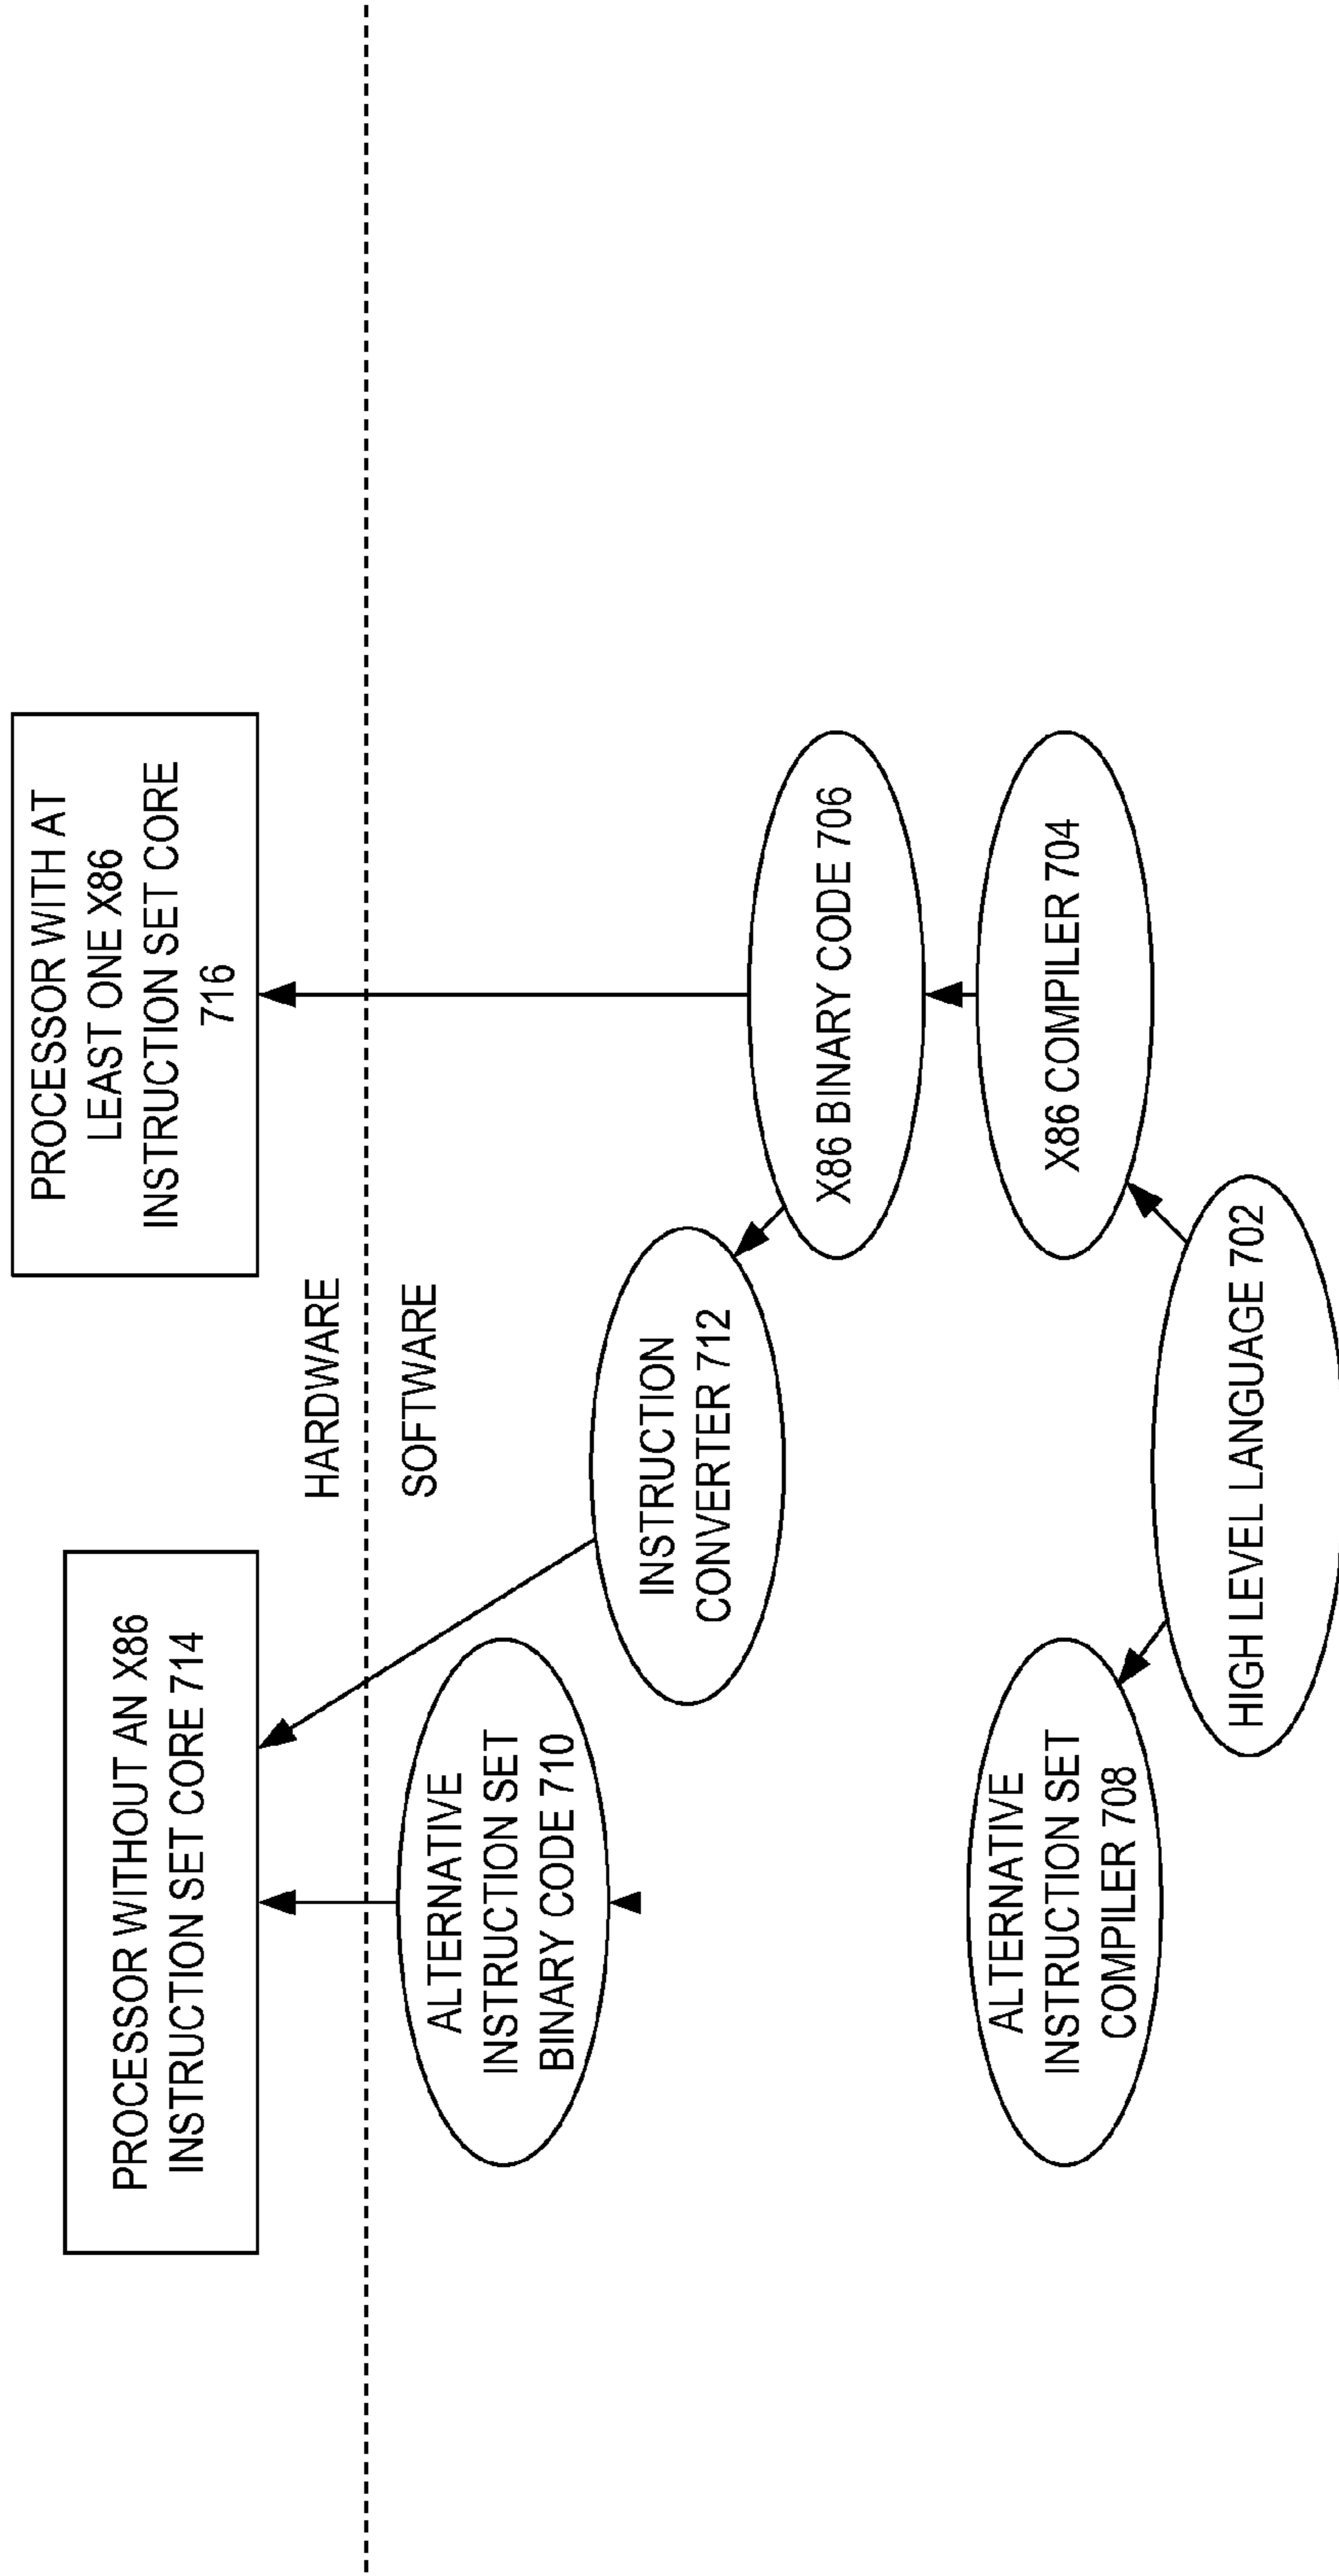 PROCESSOR WITHOUT AN X86
INSTRUCTION SET CORE 714
PROCESSOR WITH AT
LEAST ONE X86
INSTRUCTION SET CORE
716
HARDWARE
SOFTWARE
ALTERNATIVE
INSTRUCTION SET
BINARY CODE 710
INSTRUCTION
CONVERTER 712
X86 BINARY CODE 706
ALTERNATIVE
INSTRUCTION SET
COMPILER 708
X86 COMPILER 704
HIGH LEVEL LANGUAGE 702